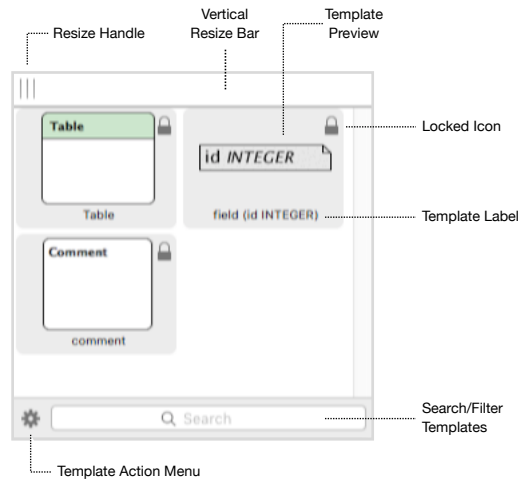 Resize Handle
Vertical
Resize Bar
Template
Preview
Table
id INTEGER
Locked Icon
Table
field (id INTEGER)
Template Label
Comment
comment
Search
Search/Filter
Templates
Template Action Menu